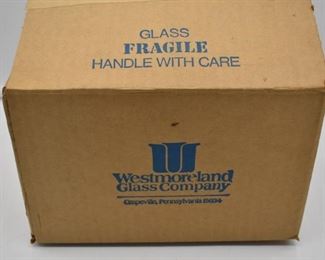 GLASS
FRAGILE
HANDLE WITH CARE
Westmoreland
Glass Company
Grapeville, Pennsylvania 15634